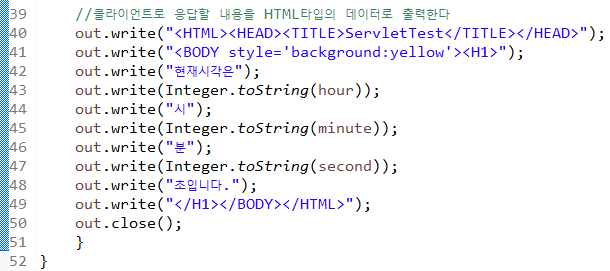 39 //클라이언트로 응답할 내용을 HTML타입의 데이터로 출력한다
40 out.write("<HTML><HEAD><TITLE>ServletTest</TITLE></HEAD>");
41 out.write("<BODY style='background:yellow'><H1>");
42 out.write("현재시각은");
43 out.write(Integer.toString(hour));
44 out.write("시");
45 out.write(Integer.toString(minute));
46 out.write("분");
47 out.write(Integer.toString(second));
48 out.write("초입니다.");
49 out.write("</H1></BODY></HTML>");
50 out.close();
51 }
52 }